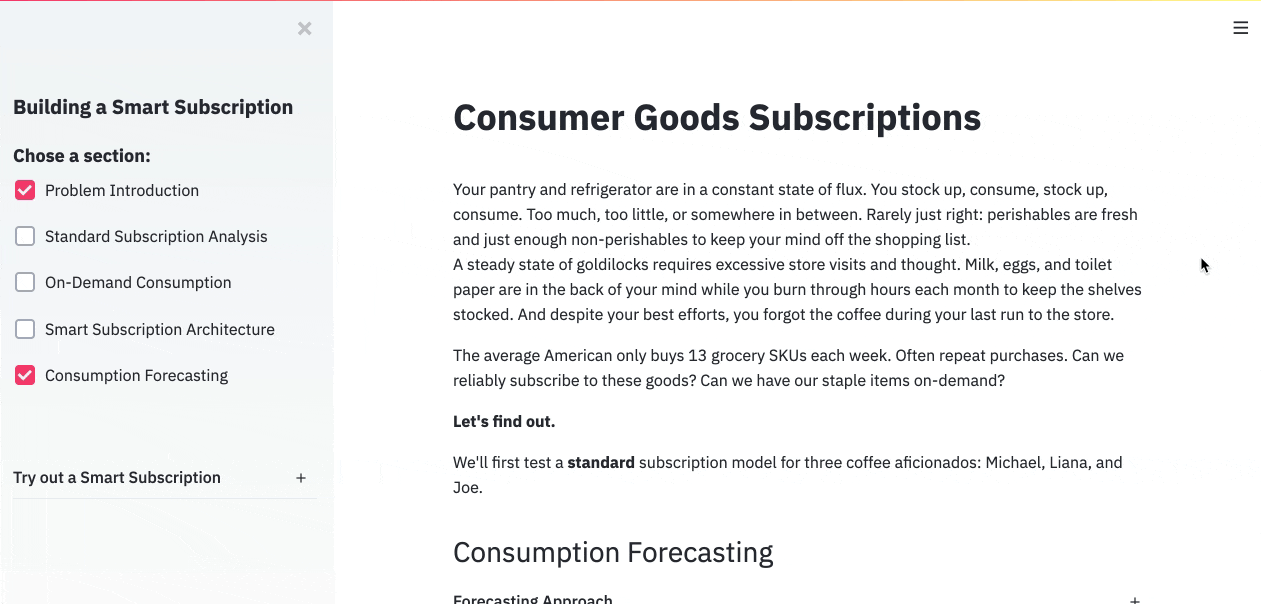 Building a Smart Subscription
Chose a section:
Problem Introduction
Standard Subscription Analysis
On-Demand Consumption
Smart Subscription Architecture
Consumption Forecasting
Try out a Smart Subscription +
Consumer Goods Subscriptions
Your pantry and refrigerator are in a constant state of flux. You stock up, consume, stock up,
consume. Too much, too little, or somewhere in between. Rarely just right: perishables are fresh
and just enough non-perishables to keep your mind off the shopping list.
A steady state of goldilocks requires excessive store visits and thought. Milk, eggs, and toilet
paper are in the back of your mind while you burn through hours each month to keep the shelves
stocked. And despite your best efforts, you forgot the coffee during your last run to the store.
The average American only buys 13 grocery SKUs each week. Often repeat purchases. Can we
reliably subscribe to these goods? Can we have our staple items on-demand?
Let's find out.
We'll first test a standard subscription model for three coffee aficionados: Michael, Liana, and
Joe.
Consumption Forecasting
Forecasting Approach +